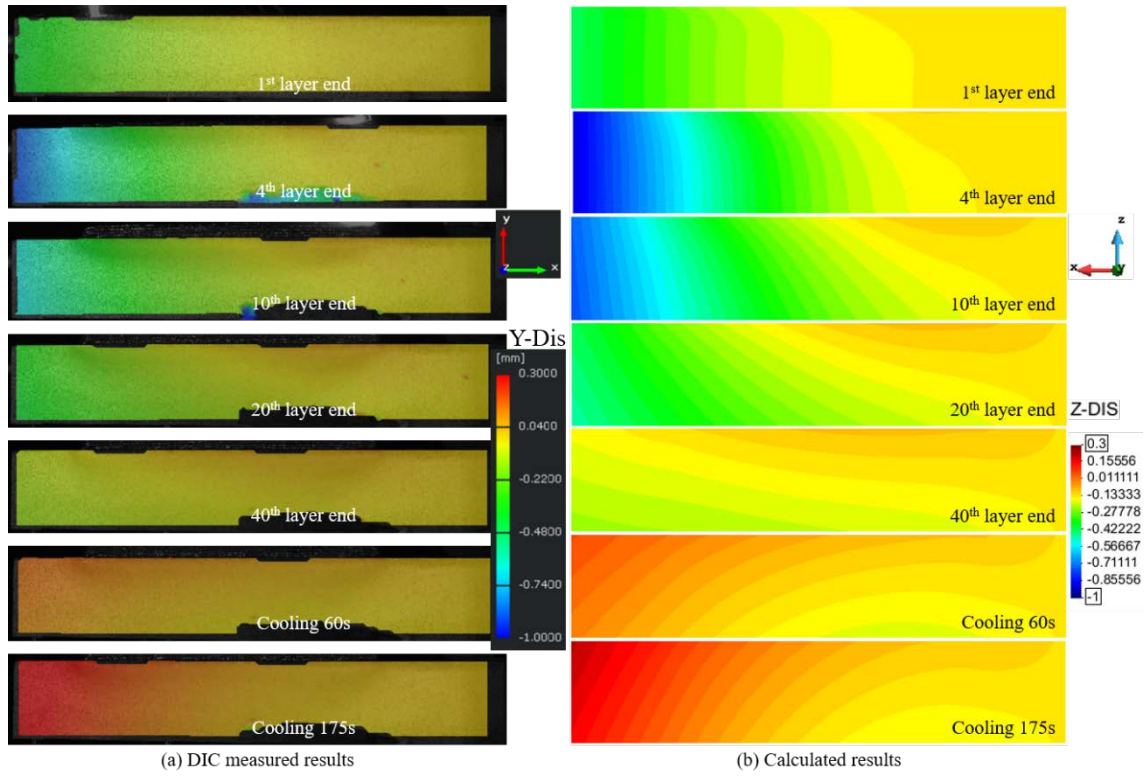 1st layer end
4th layer end
10th layer end
20th layer end
40th layer end
Cooling 60s
Cooling 175s
y
z
x
Y-Dis
[mm]
0.3000
0.0400
-0.2200
-0.4800
-0.7400
-1.0000
(a) DIC measured results
1st layer end
4th layer end
10th layer end
20th layer end
40th layer end
Cooling 60s
Cooling 175s
z
x
y
Z-DIS
0.3
0.15556
0.011111
-0.13333
-0.27778
-0.42222
-0.56667
-0.71111
-0.85556
-1
(b) Calculated results